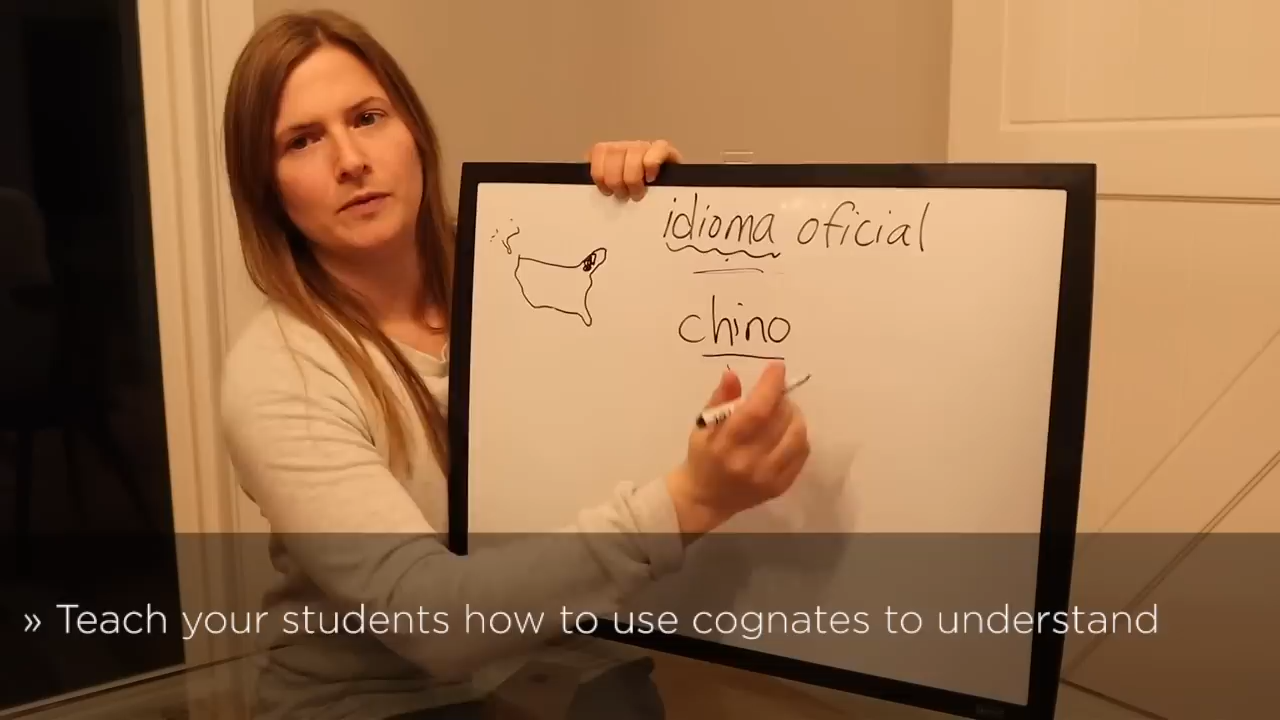 idioma oficial
chino
» Teach your students how to use cognates to understand